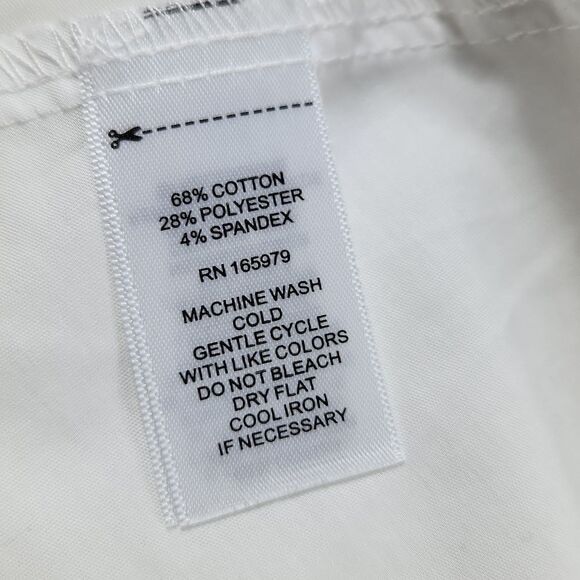 68% COTTON
28% POLYESTER
4% SPANDEX
RN 165979
MACHINE WASH
COLD
GENTLE CYCLE
WITH LIKE COLORS
DO NOT BLEACH
DRY FLAT
COOL IRON
IF NECESSARY